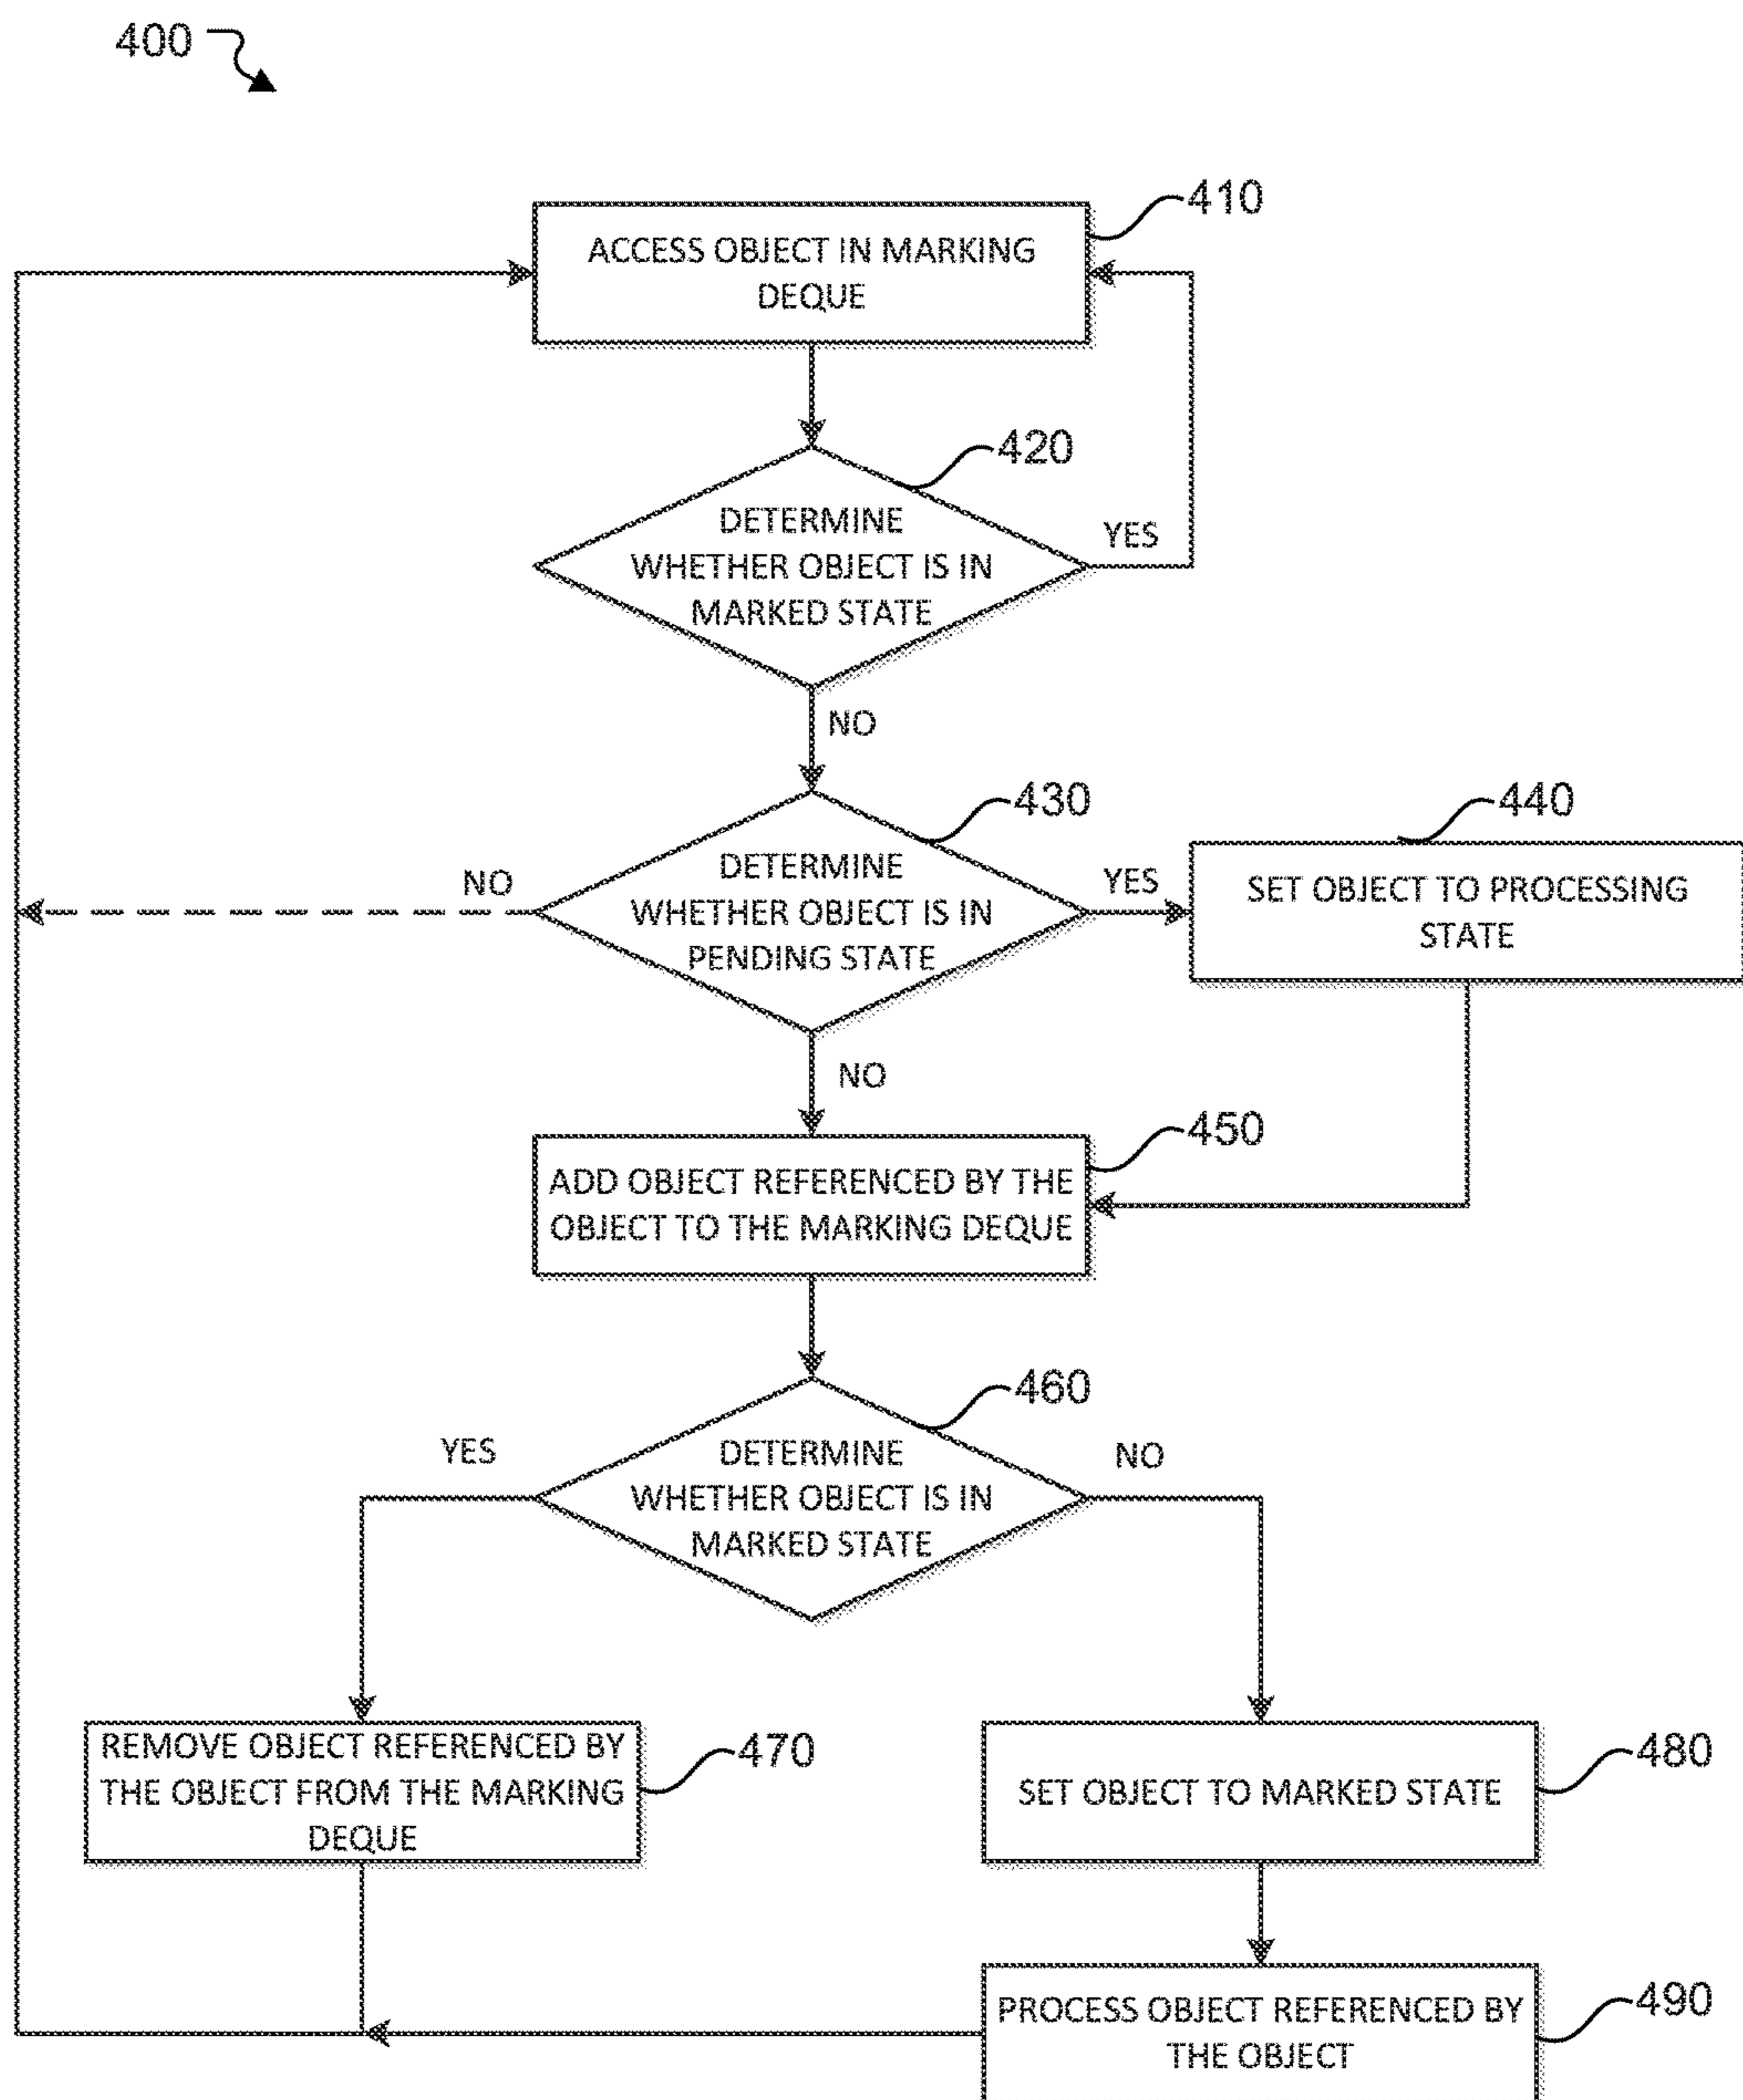 400
410
ACCESS OBJECT IN MARKING
DEQUE
420
DETERMINE
WHETHER OBJECT IS IN
MARKED STATE
YES
NO
430
440
DETERMINE
WHETHER OBJECT IS IN
PENDING STATE
NO
YES
SET OBJECT TO PROCESSING
STATE
NO
450
ADD OBJECT REFERENCED BY THE
OBJECT TO THE MARKING DEQUE
460
DETERMINE
WHETHER OBJECT IS IN
MARKED STATE
YES
NO
REMOVE OBJECT REFERENCED BY
THE OBJECT FROM THE MARKING
DEQUE
470
SET OBJECT TO MARKED STATE
480
PROCESS OBJECT REFERENCED BY
THE OBJECT
490